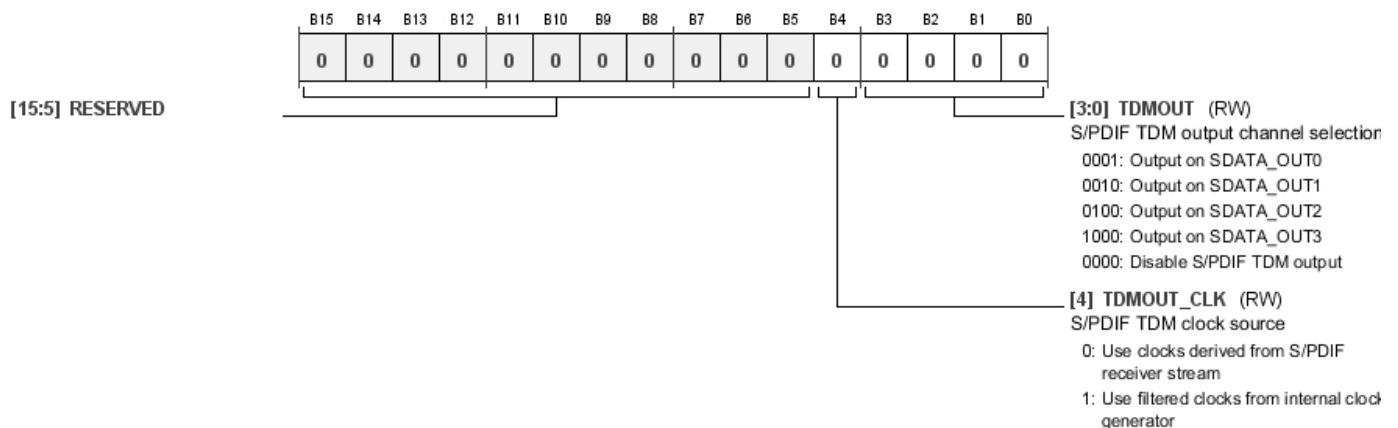 B15 B14 B13 B12 B11 B10 B9 B8 B7 B6 B5 B4 B3 B2 B1 B0
0 0 0 0 0 0 0 0 0 0 0 0 0 0 0 0
[15:5] RESERVED
[3:0] TDMOUT (RW)
S/PDIF TDM output channel selection
0001: Output on SDATA_OUT0
0010: Output on SDATA_OUT1
0100: Output on SDATA_OUT2
1000: Output on SDATA_OUT3
0000: Disable S/PDIF TDM output
[4] TDMOUT_CLK (RW)
S/PDIF TDM clock source
0: Use clocks derived from S/PDIF
receiver stream
1: Use filtered clocks from internal clock
generator